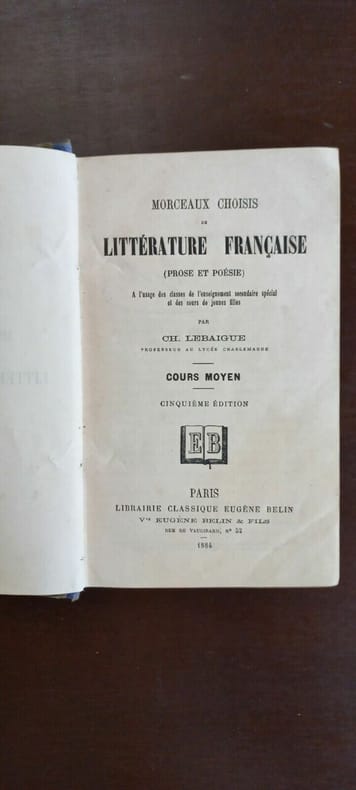 MORCEAUX CHOISIS
DE
LITTÉRATURE FRANÇAISE
(PROSE ET POÉSIE)
A l'usage des classes de l'enseignement secondaire spécial
et des cours de jeunes filles
PAR
CH. LEBAIGUE
PROFESSEUR AU LYCÉE CHARLEMAGNE
COURS MOYEN
CINQUIÈME ÉDITION
EB
PARIS
LIBRAIRIE CLASSIQUE EUGÈNE BELIN
Vve EUGÈNE BELIN & FILS
RUE DE VAUGIRARD, N° 52
1884